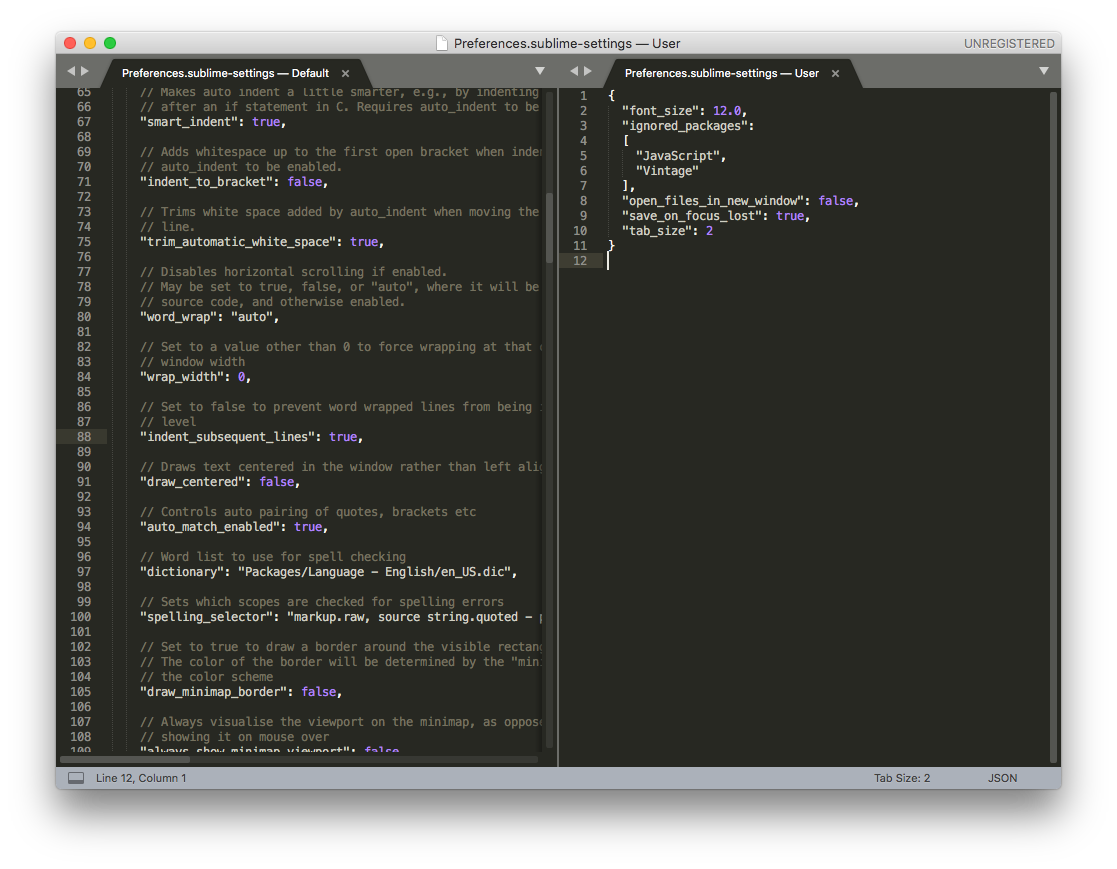 Preferences.sublime-settings — User
UNREGISTERED
Preferences.sublime-settings — Default
65 // Makes auto indent a little smarter, e.g., by indenting
66 // after an if statement in C. Requires auto_indent to be
67 "smart_indent": true,
68
69 // Adds whitespace up to the first open bracket when
70 // auto_indent to be enabled.
71 "indent_to_bracket": false,
72
73 // Trims white space added by auto_indent when moving the
74 // line.
75 "trim_automatic_white_space": true,
76
77 // Disables horizontal scrolling if enabled.
78 // May be set to true, false, or "auto", where it will be
79 // source code, and otherwise enabled.
80 "word_wrap": "auto",
81
82 // Set to a value other than 0 to force wrapping at that
83 // window width
84 "wrap_width": 0,
85
86 // Set to false to prevent word wrapped lines from being
87 // level
88 "indent_subsequent_lines": true,
89
90 // Draws text centered in the window rather than left
91 "draw_centered": false,
92
93 // Controls auto pairing of quotes, brackets etc
94 "auto_match_enabled": true,
95
96 // Word list to use for spell checking
97 "dictionary": "Packages/Language - English/en_US.dic",
98
99 // Sets which scopes are checked for spelling errors
100 "spelling_selector": "markup.raw, source string.quoted -
101
102 // Set to true to draw a border around the visible
103 // The color of the border will be determined by the
104 // the color scheme
105 "draw_minimap_border": false,
106
107 // Always visualise the viewport on the minimap, as
108 // showing it on mouse over
109 "always_show_minimap_viewport": false
Preferences.sublime-settings — User
1 {
2 "font_size": 12.0,
3 "ignored_packages":
4 [
5 "JavaScript",
6 "Vintage"
7 ],
8 "open_files_in_new_window": false,
9 "save_on_focus_lost": true,
10 "tab_size": 2
11 }
12
Line 12, Column 1
Tab Size: 2
JSON